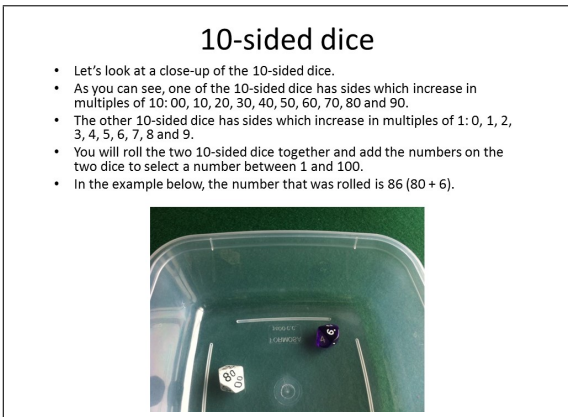 10-sided dice
• Let's look at a close-up of the 10-sided dice.
• As you can see, one of the 10-sided dice has sides which increase in
multiples of 10: 00, 10, 20, 30, 40, 50, 60, 70, 80 and 90.
• The other 10-sided dice has sides which increase in multiples of 1: 0, 1, 2,
3, 4, 5, 6, 7, 8 and 9.
• You will roll the two 10-sided dice together and add the numbers on the
two dice to select a number between 1 and 100.
• In the example below, the number that was rolled is 86 (80 + 6).
6
80